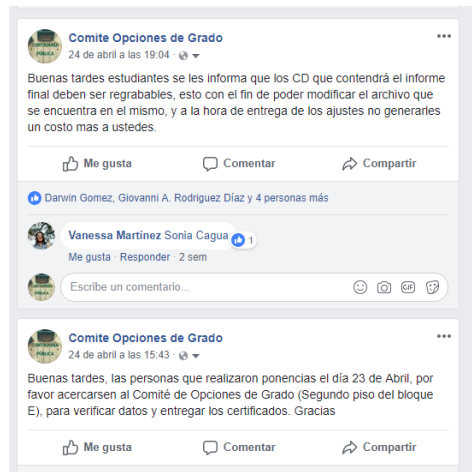 Comite Opciones de Grado
24 de abril a las 19:04 ·
Buenas tardes estudiantes se les informa que los CD que contendrá el informe
final deben ser regrabables, esto con el fin de poder modificar el archivo que
se encuentra en el mismo, y a la hora de entrega de los ajustes no generarles
un costo mas a ustedes.
Me gusta Comentar Compartir
Darwin Gomez, Giovanni A. Rodriguez Díaz y 4 personas más
Vanessa Martinez Sonia Cagua 1
Me gusta · Responder · 2 sem
Escribe un comentario... GIF
Comite Opciones de Grado
24 de abril a las 15:43 ·
Buenas tardes, las personas que realizaron ponencias el día 23 de Abril, por
favor acercarsen al Comité de Opciones de Grado (Segundo piso del bloque
E), para verificar datos y entregar los certificados. Gracias
Me gusta Comentar Compartir